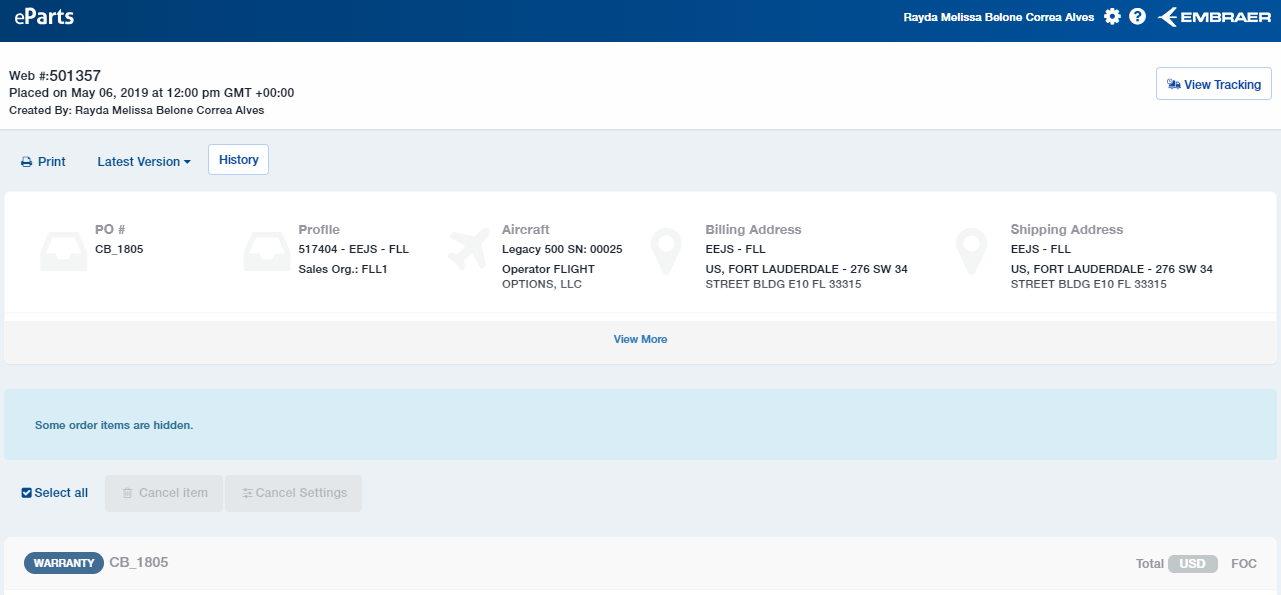 eParts
Rayda Melissa Belone Correa Alves
EMBRAER
Web #:501357
Placed on May 06, 2019 at 12:00 pm GMT +00:00
Created By: Rayda Melissa Belone Correa Alves
View Tracking
Print
Latest Version
History
PO #
CB_1805
Profile
517404 - EEJS - FLL
Sales Org.: FLL1
Aircraft
Legacy 500 SN: 00025
Operator FLIGHT
OPTIONS, LLC
Billing Address
EEJS - FLL
US, FORT LAUDERDALE - 276 SW 34
STREET BLDG E10 FL 33315
Shipping Address
EEJS - FLL
US, FORT LAUDERDALE - 276 SW 34
STREET BLDG E10 FL 33315
View More
Some order items are hidden.
Select all
Cancel item
Cancel Settings
WARRANTY CB_1805
Total USD FOC